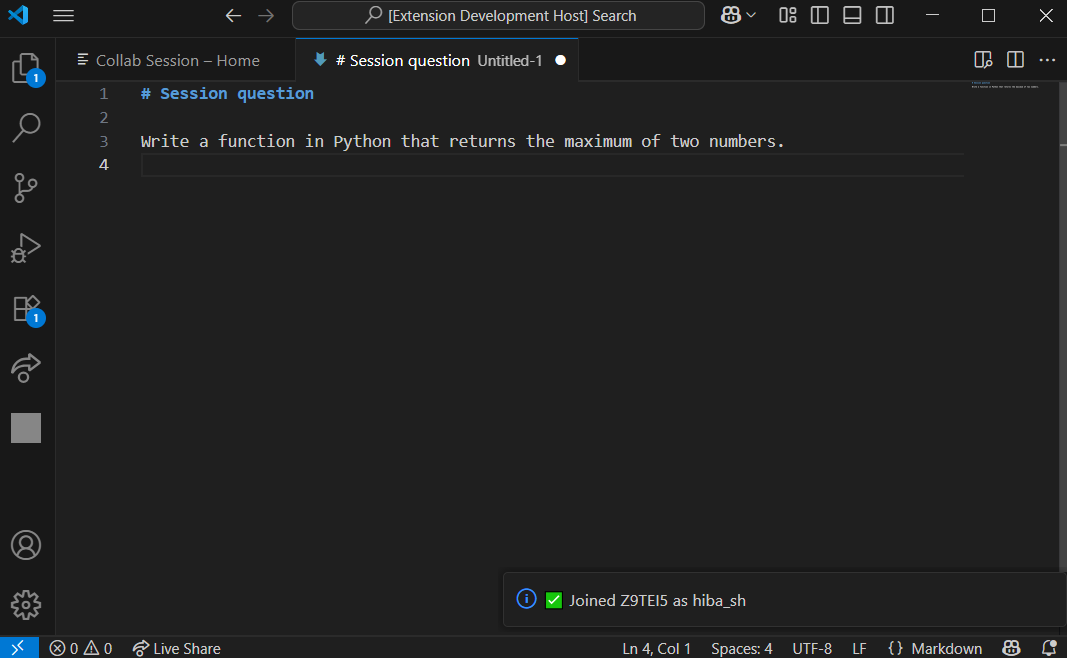 [Extension Development Host] Search
Collab Session – Home
# Session question Untitled-1
1 # Session question
2
3 Write a function in Python that returns the maximum of two numbers.
4
1
1
Joined Z9TEI5 as hiba_sh
0 0 Live Share Ln 4, Col 1 Spaces: 4 UTF-8 LF {} Markdown